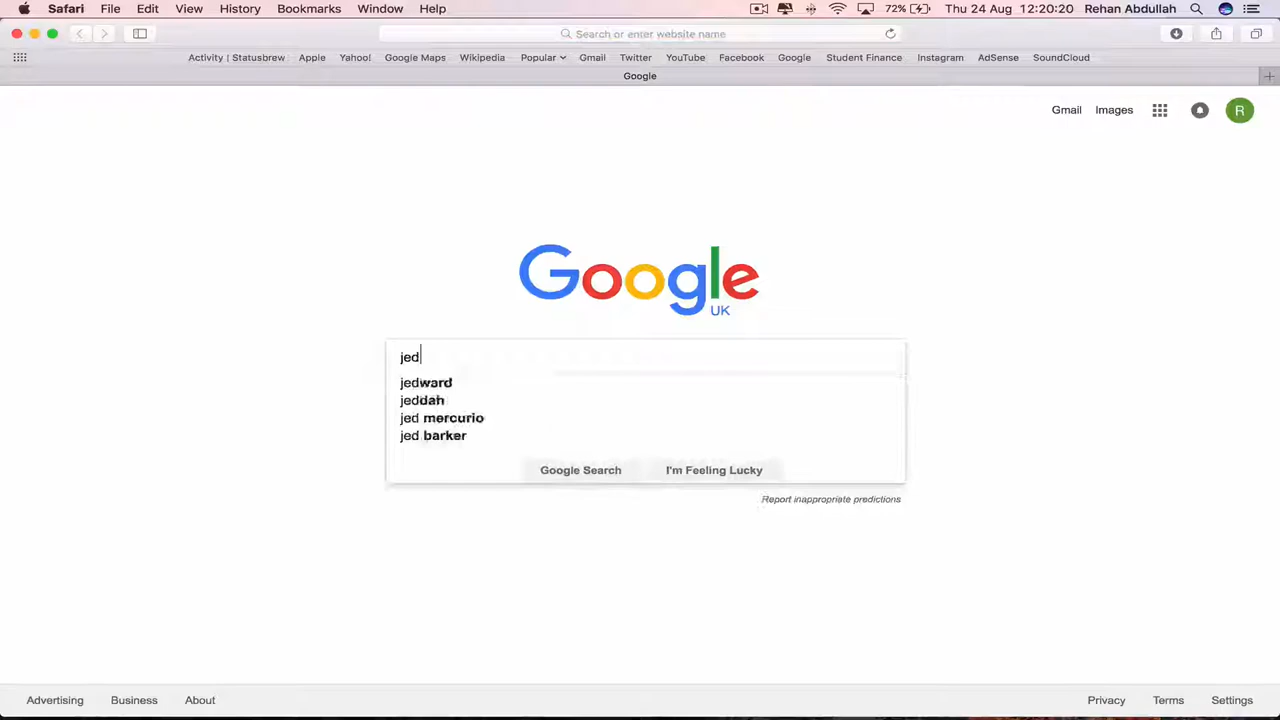 Safari File Edit View History Bookmarks Window Help 72% Thu 24 Aug 12:20:20 Rehan Abdullah
Search or enter website name
Activity | Statusbrew Apple Yahoo! Google Maps Wikipedia Popular Gmail Twitter YouTube Facebook Google Student Finance Instagram AdSense SoundCloud
Google
Gmail Images R
Google
UK
jed
jedward
jeddah
jed mercurio
jed barker
Google Search I'm Feeling Lucky
Report inappropriate predictions
Advertising Business About Privacy Terms Settings